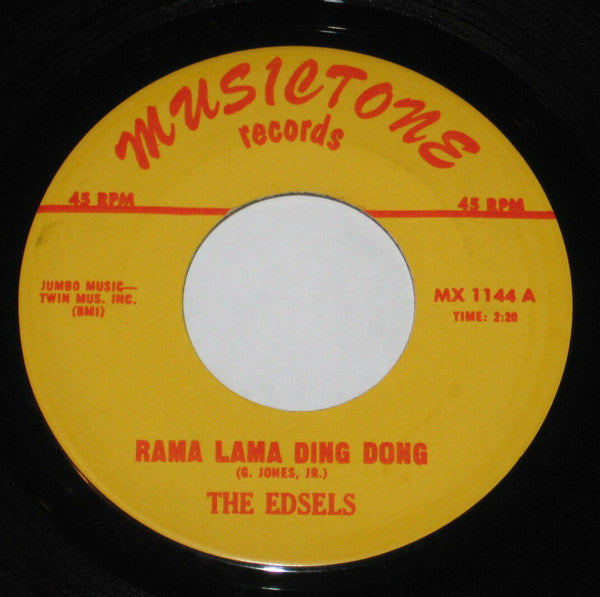 MUSICTONE
records
45 RPM
45 RPM
JUMBO MUSIC—
TWIN MUS. INC.
(BMI)
MX 1144 A
TIME: 2:20
RAMA LAMA DING DONG
(G. JONES, JR.)
THE EDSELS